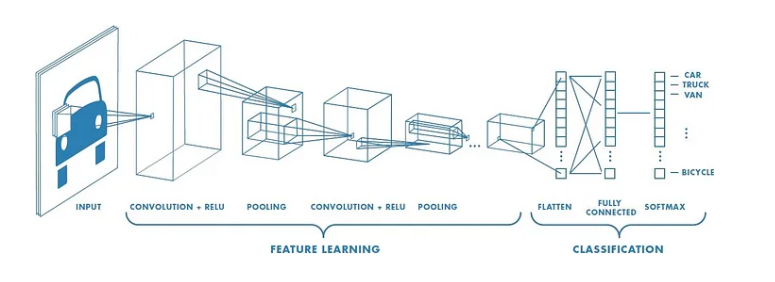 CAR
TRUCK
VAN
BICYCLE
INPUT
CONVOLUTION + RELU
POOLING
CONVOLUTION + RELU
POOLING
FLATTEN
FULLY
CONNECTED
SOFTMAX
FEATURE LEARNING
CLASSIFICATION